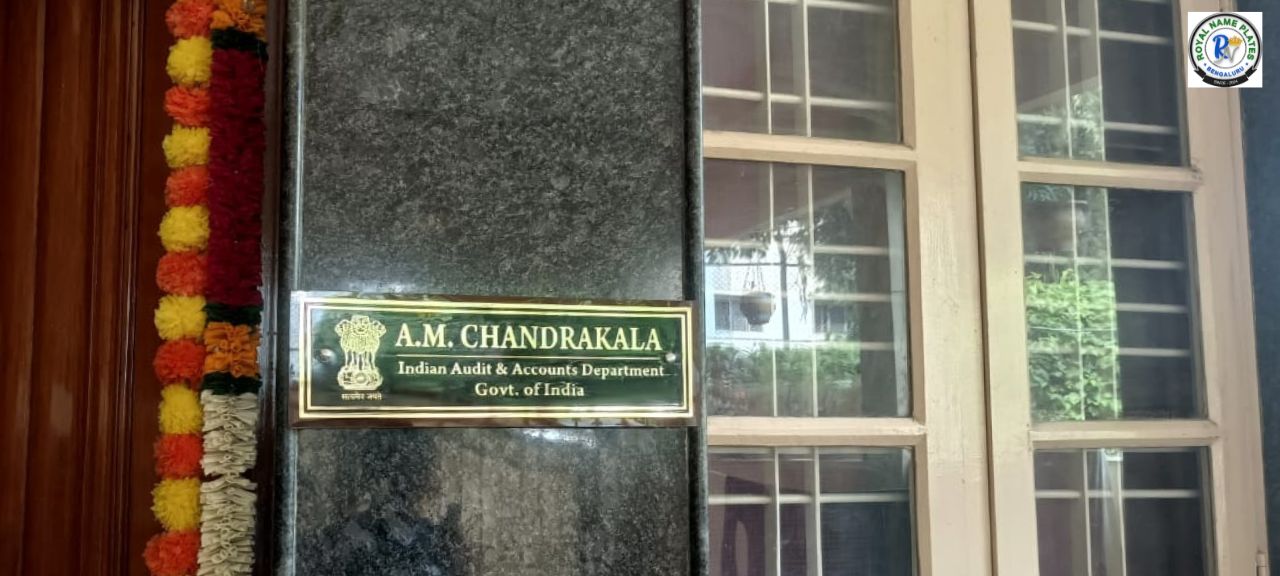 A.M. CHANDRAKALA
Indian Audit & Accounts Department
Govt. of India
सत्यमेव जयते
ROYAL NAME PLATES
BENGALURU